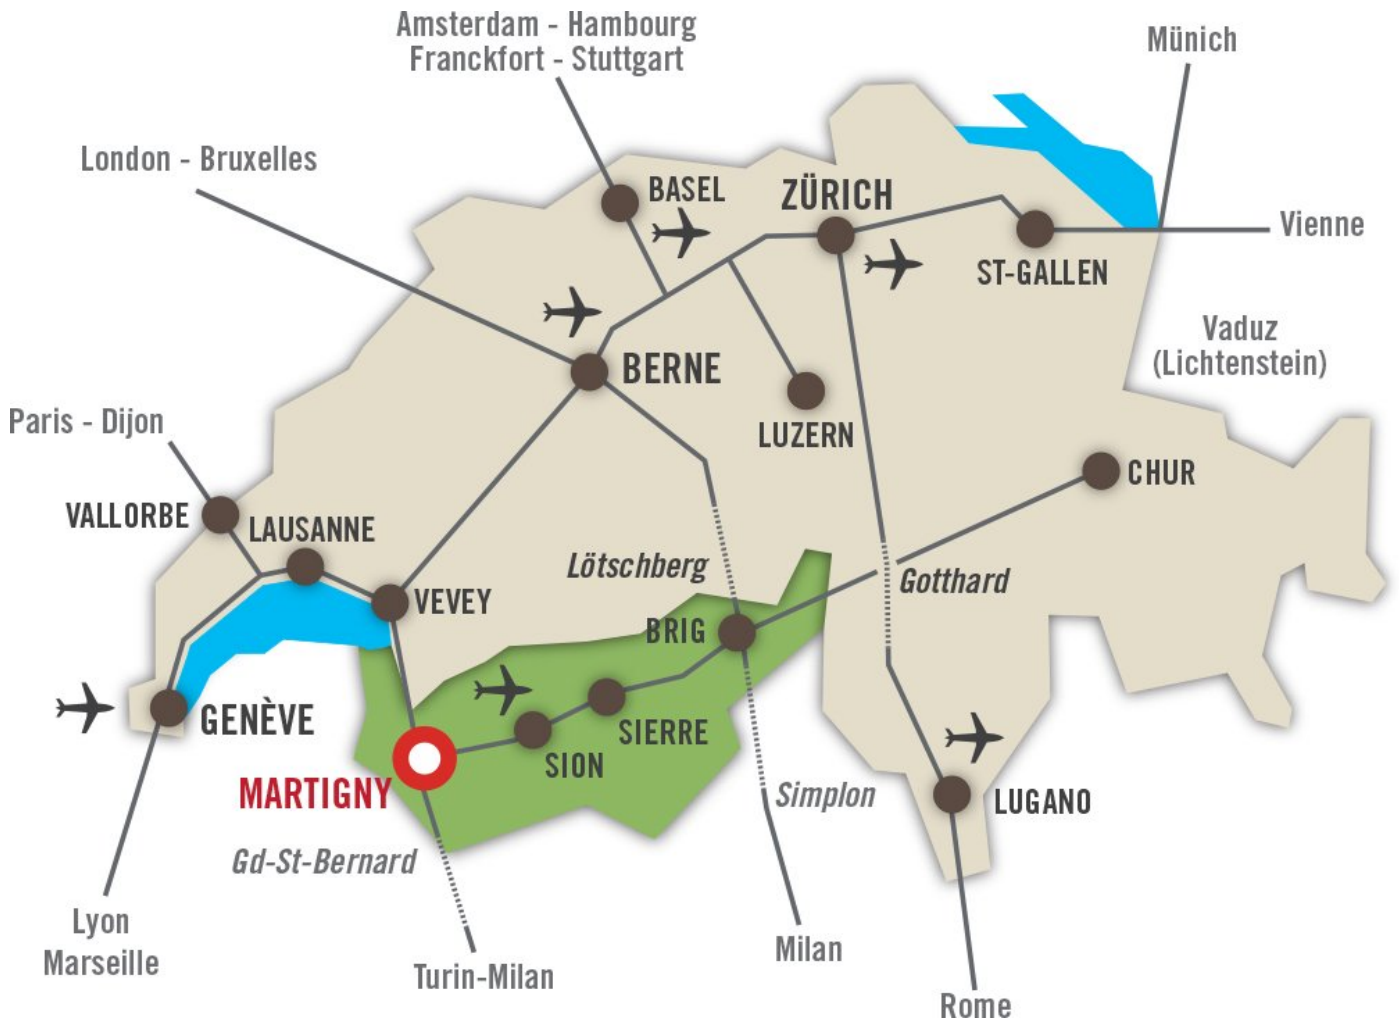 Amsterdam - Hambourg
Franckfort - Stuttgart
Münich
London - Bruxelles
BASEL
ZÜRICH
Vienne
ST-GALLEN
Vaduz
(Lichtenstein)
BERNE
LUZERN
Paris - Dijon
CHUR
VALLORBE
LAUSANNE
Lötschberg
Gotthard
VEVEY
BRIG
GENÈVE
SIERRE
SION
MARTIGNY
Simplon
LUGANO
Gd-St-Bernard
Lyon
Marseille
Turin-Milan
Milan
Rome